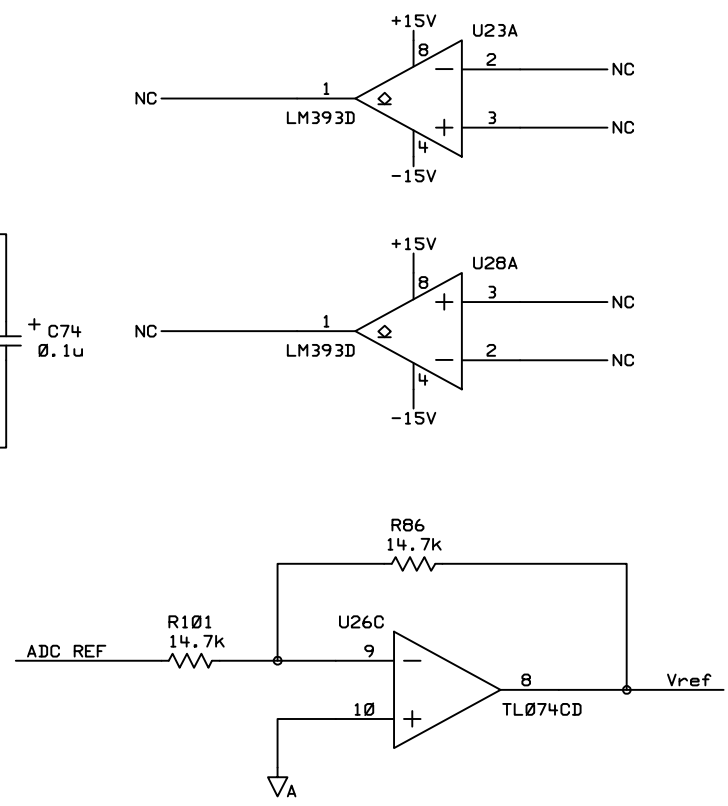 +15V
U23A
8
2
NC
NC
1
LM393D
3
NC
4
-15V
+15V
U28A
8
3
NC
+ C74
0.1u
NC
1
LM393D
2
NC
4
-15V
R86
14.7k
R101
14.7k
U26C
ADC REF
9
8
Vref
10
TL074CD
A